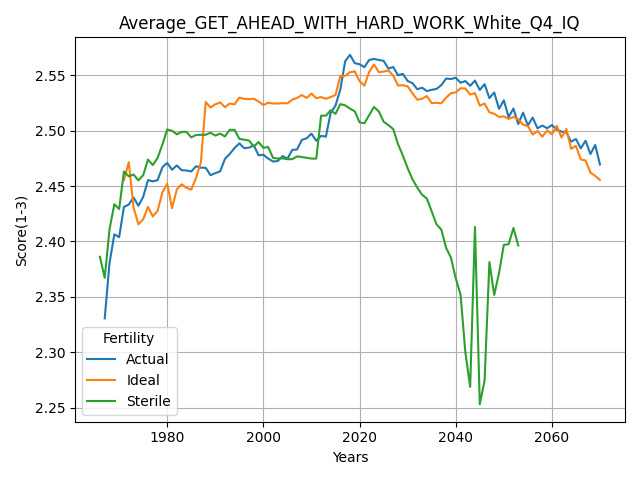 Average_GET_AHEAD_WITH_HARD_WORK_White_Q4_IQ
Score(1-3)
2.55
2.50
2.45
2.40
2.35
2.30
2.25
Fertility
Actual
Ideal
Sterile
1980
2000
2020
2040
2060
Years